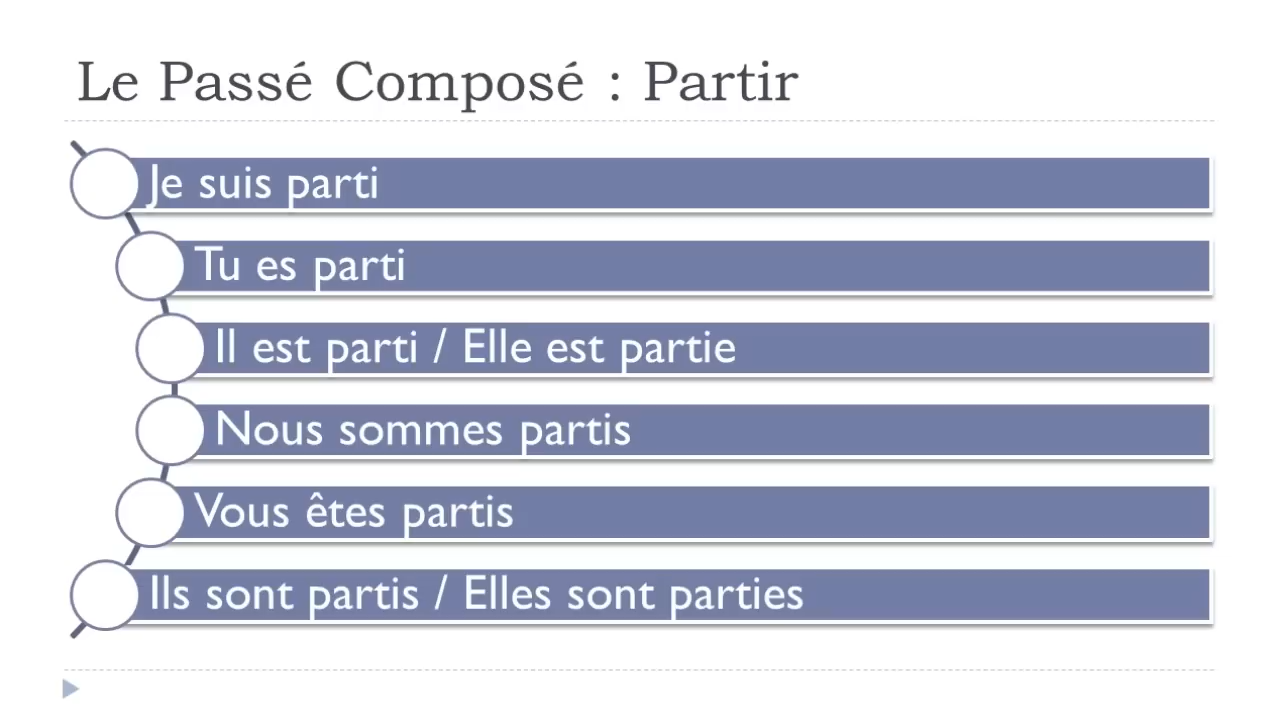 Le Passé Composé : Partir
Je suis parti
Tu es parti
Il est parti / Elle est partie
Nous sommes partis
Vous êtes partis
Ils sont partis / Elles sont parties